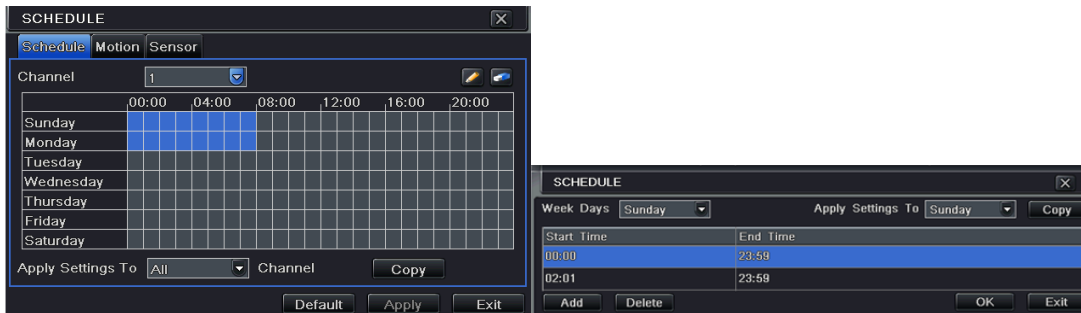 SCHEDULE
Schedule Motion Sensor
Channel 1
00:00 04:00 08:00 12:00 16:00 20:00
Sunday
Monday
Tuesday
Wednesday
Thursday
Friday
Saturday
Apply Settings To All Channel Copy
Default Apply Exit
SCHEDULE
Week Days Sunday Apply Settings To Sunday Copy
Start Time End Time
00:00 23:59
02:01 23:59
Add Delete OK Exit